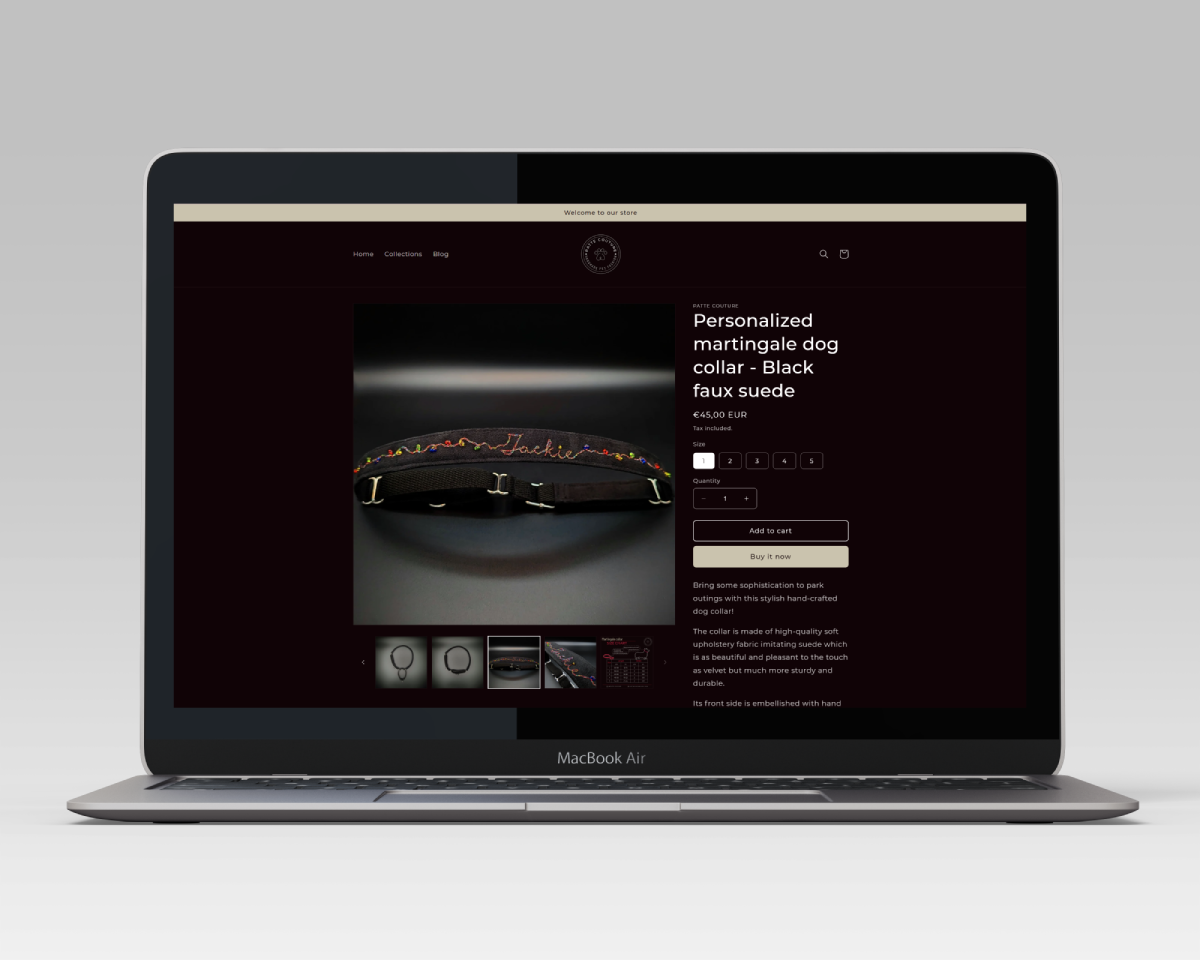 Welcome to our store
Home Collections Blog
PATTE COUTURE
PATTE COUTURE
Personalized
martingale dog
collar - Black
faux suede
€45,00 EUR
Tax included.
Size
1 2 3 4 5
Quantity
− 1 +
Add to cart
Buy it now
Jackie
Bring some sophistication to park
outings with this stylish hand-crafted
dog collar!
The collar is made of high-quality soft
upholstery fabric imitating suede which
is as beautiful and pleasant to the touch
as velvet but much more sturdy and
durable.
Its front side is embellished with hand
MacBook Air